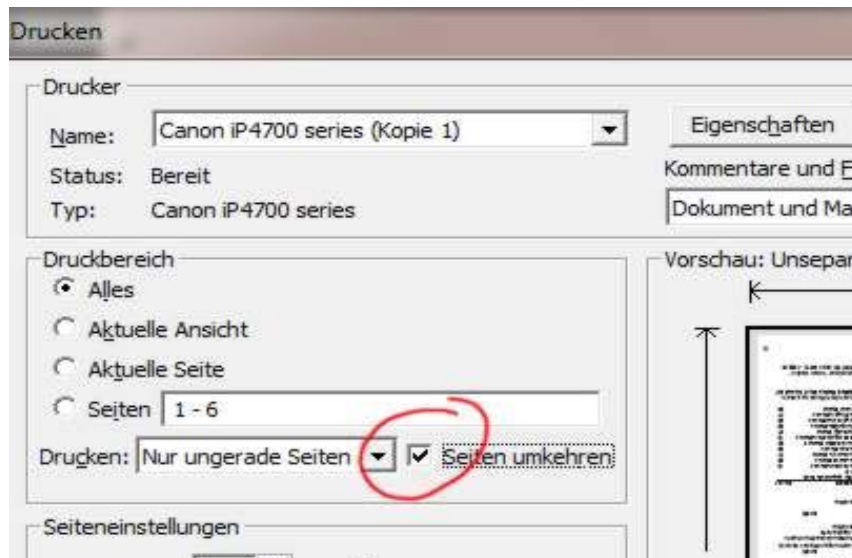 Drucken
Drucker
Name: Canon iP4700 series (Kopie 1)
Eigenschaften
Status: Bereit
Kommentare und F
Typ: Canon iP4700 series
Dokument und Ma
Druckbereich
Vorschau: Unsepar
Alles
Aktuelle Ansicht
Aktuelle Seite
Seiten 1 - 6
Drucken: Nur ungerade Seiten Seiten umkehren
Seiteneinstellungen